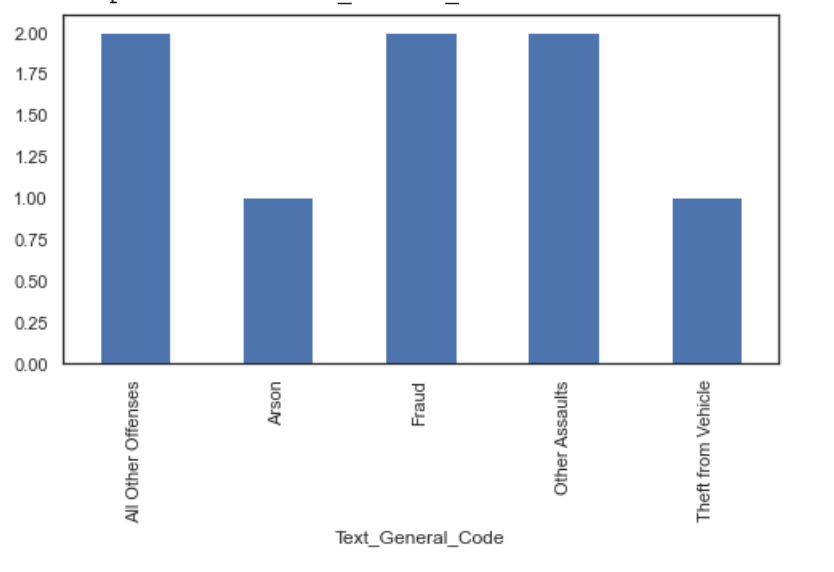 2.00
1.75
1.50
1.25
1.00
0.75
0.50
0.25
0.00
All Other Offenses
Arson
Fraud
Other Assaults
Theft from Vehicle
Text_General_Code